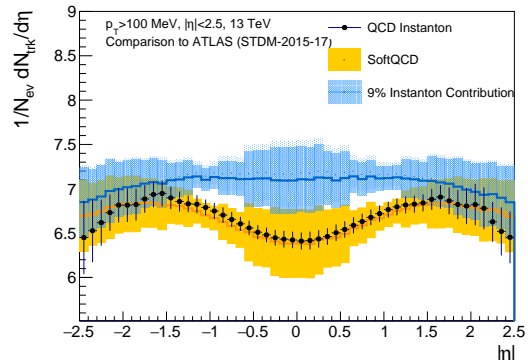 p_T>100 MeV, |η|<2.5, 13 TeV
Comparison to ATLAS (STDM-2015-17)
QCD Instanton
SoftQCD
9% Instanton Contribution
1/N_ev dN_trk/dη
9
8.5
8
7.5
7
6.5
6
−2.5 −2 −1.5 −1 −0.5 0 0.5 1 1.5 2 2.5
|η|